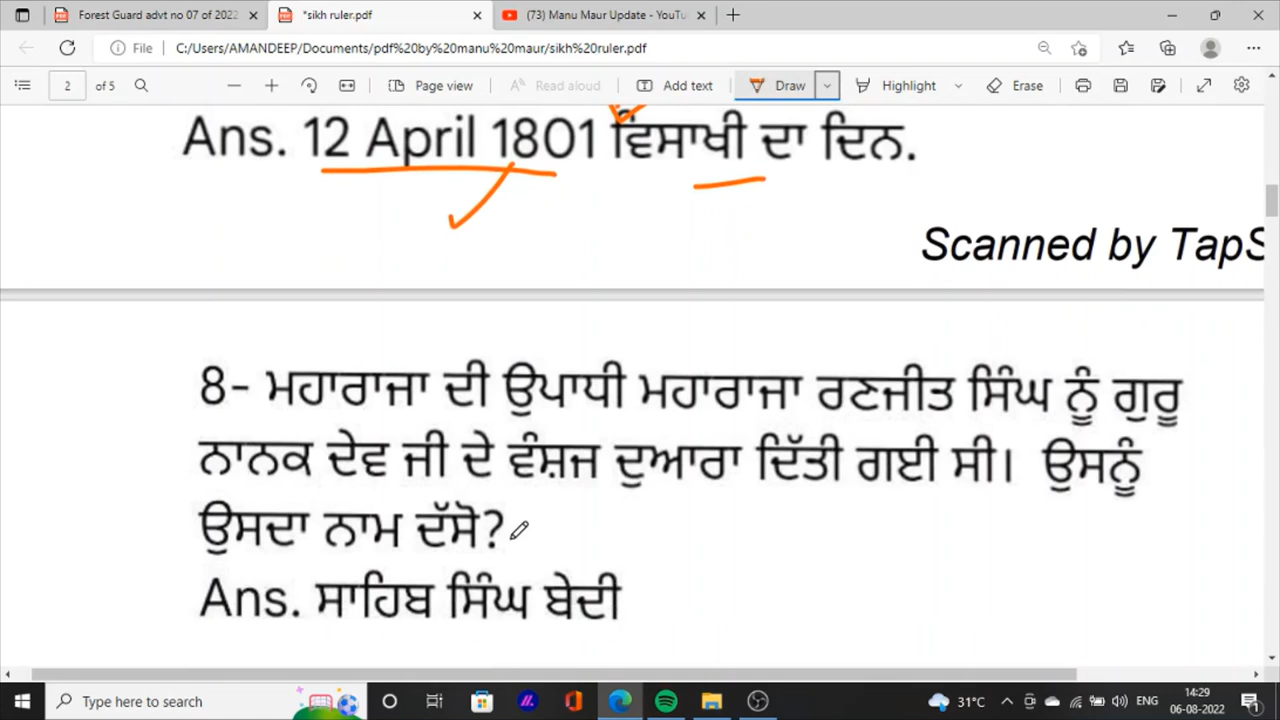 Forest Guard advt no 07 of 2022
*sikh ruler.pdf
(73) Manu Maur Update - YouTu
File
C:/Users/AMANDEEP/Documents/pdf%20by%20manu%20maur/sikh%20ruler.pdf
2 of 5
Page view
Read aloud
Add text
Draw
Highlight
Erase
Ans. 12 April 1801 ਵਿਸਾਖੀ ਦਾ ਦਿਨ.
Scanned by TapS
8- ਮਹਾਰਾਜਾ ਦੀ ਉਪਾਧੀ ਮਹਾਰਾਜਾ ਰਣਜੀਤ ਸਿੰਘ ਨੂੰ ਗੁਰੂ
ਨਾਨਕ ਦੇਵ ਜੀ ਦੇ ਵੰਸ਼ਜ ਦੁਆਰਾ ਦਿੱਤੀ ਗਈ ਸੀ। ਉਸਨੂੰ
ਉਸਦਾ ਨਾਮ ਦੱਸੋ?
Ans. ਸਾਹਿਬ ਸਿੰਘ ਬੇਦੀ
Type here to search
31°C
ENG
14:29
06-08-2022
1